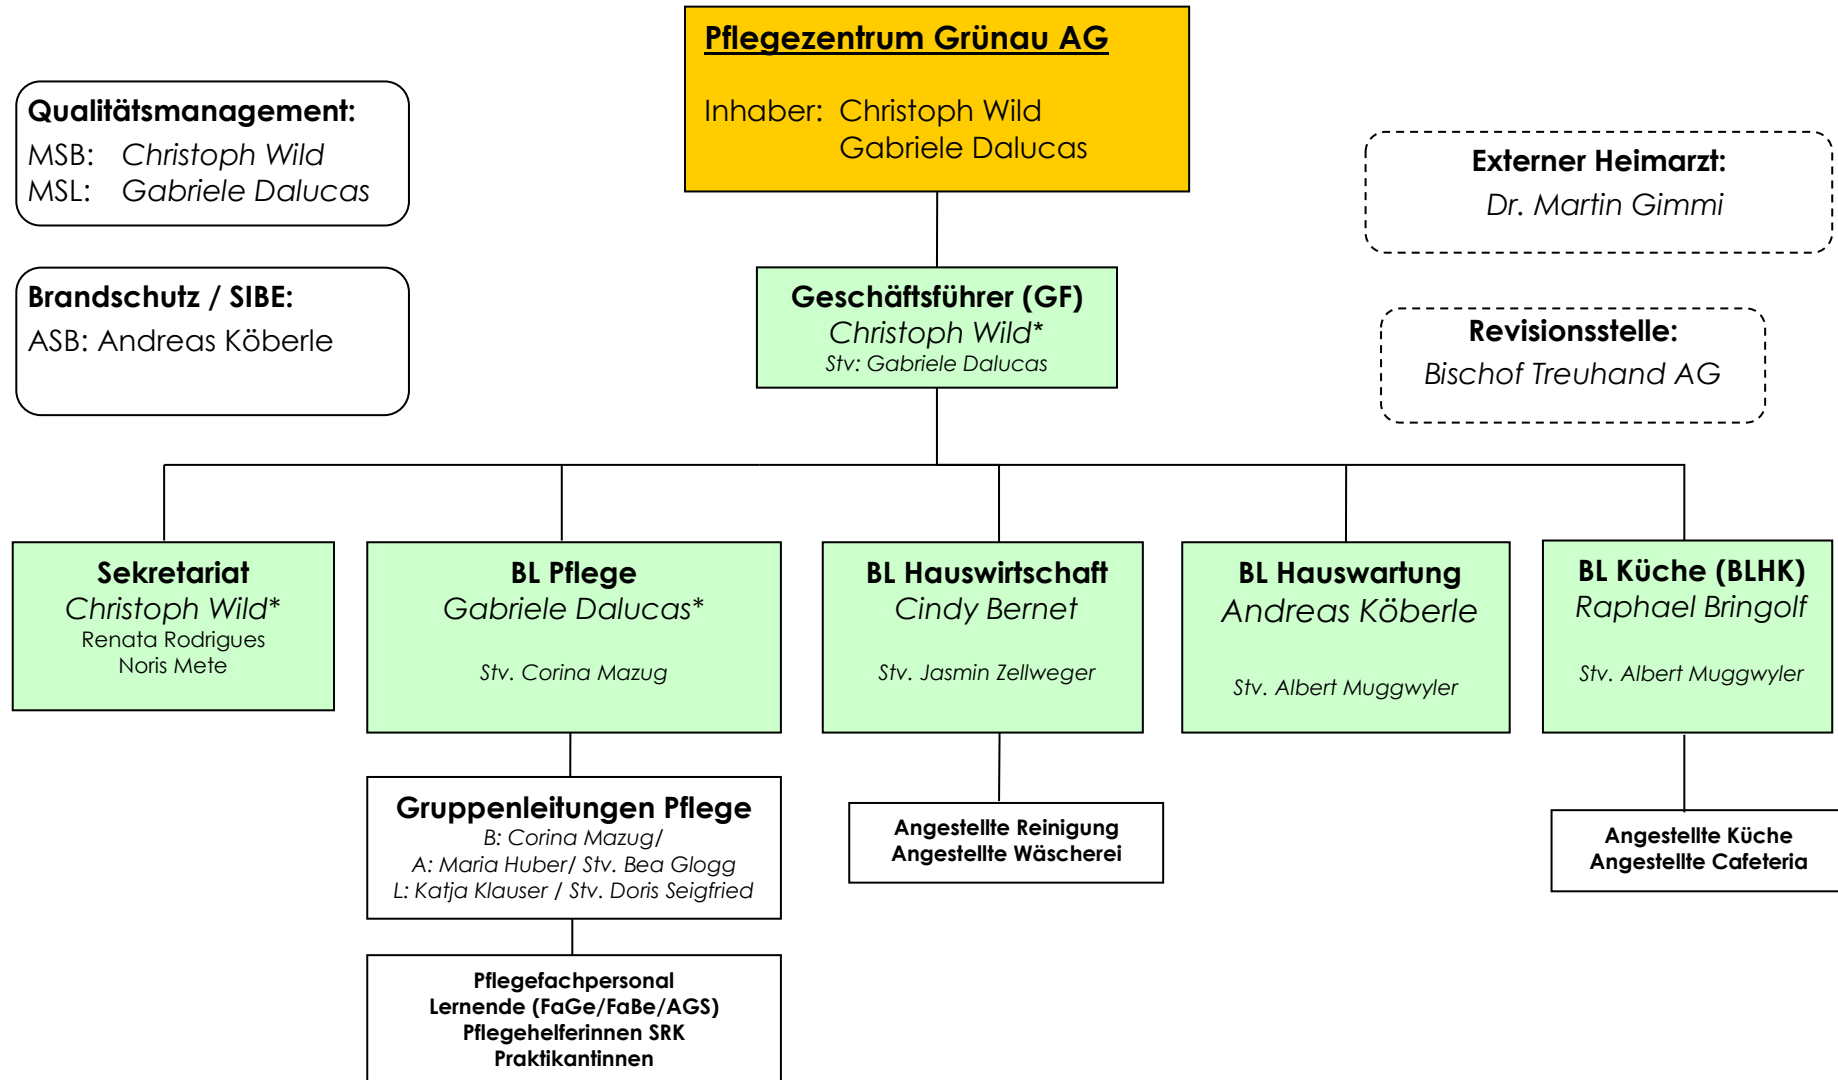 Pflegezentrum Grünau AG
Inhaber: Christoph Wild
Gabriele Dalucas
Qualitätsmanagement:
MSB: Christoph Wild
MSL: Gabriele Dalucas
Externer Heimarzt:
Dr. Martin Gimmi
Brandschutz / SIBE:
ASB: Andreas Köberle
Geschäftsführer (GF)
Christoph Wild*
Stv: Gabriele Dalucas
Revisionsstelle:
Bischof Treuhand AG
Sekretariat
Christoph Wild*
Renata Rodrigues
Noris Mete
BL Pflege
Gabriele Dalucas*
Stv. Corina Mazug
BL Hauswirtschaft
Cindy Bernet
Stv. Jasmin Zellweger
BL Hauswartung
Andreas Köberle
Stv. Albert Muggwyler
BL Küche (BLHK)
Raphael Bringolf
Stv. Albert Muggwyler
Gruppenleitungen Pflege
B: Corina Mazug/
A: Maria Huber/ Stv. Bea Glogg
L: Katja Klauser / Stv. Doris Seigfried
Angestellte Reinigung
Angestellte Wäscherei
Angestellte Küche
Angestellte Cafeteria
Pflegefachpersonal
Lernende (FaGe/FaBe/AGS)
Pflegehelferinnen SRK
Praktikantinnen